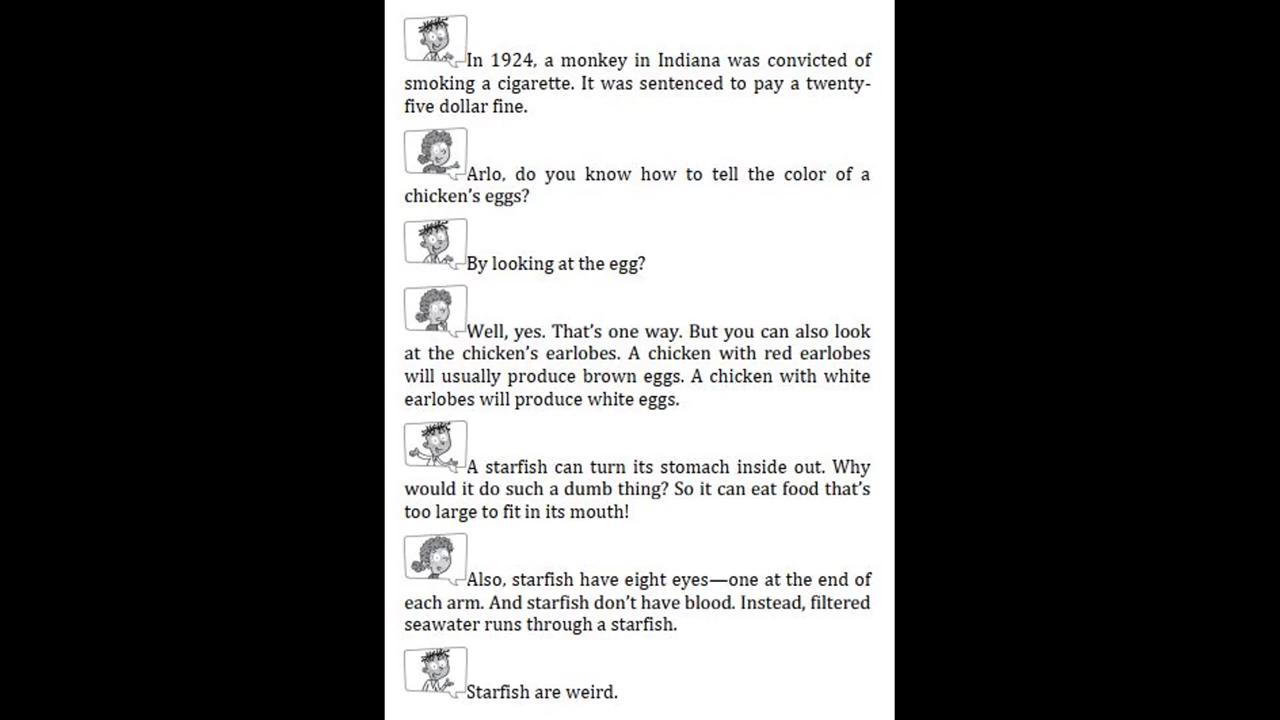 In 1924, a monkey in Indiana was convicted of
smoking a cigarette. It was sentenced to pay a twenty-
five dollar fine.
Arlo, do you know how to tell the color of a
chicken’s eggs?
By looking at the egg?
Well, yes. That’s one way. But you can also look
at the chicken’s earlobes. A chicken with red earlobes
will usually produce brown eggs. A chicken with white
earlobes will produce white eggs.
A starfish can turn its stomach inside out. Why
would it do such a dumb thing? So it can eat food that’s
too large to fit in its mouth!
Also, starfish have eight eyes—one at the end of
each arm. And starfish don’t have blood. Instead, filtered
seawater runs through a starfish.
Starfish are weird.